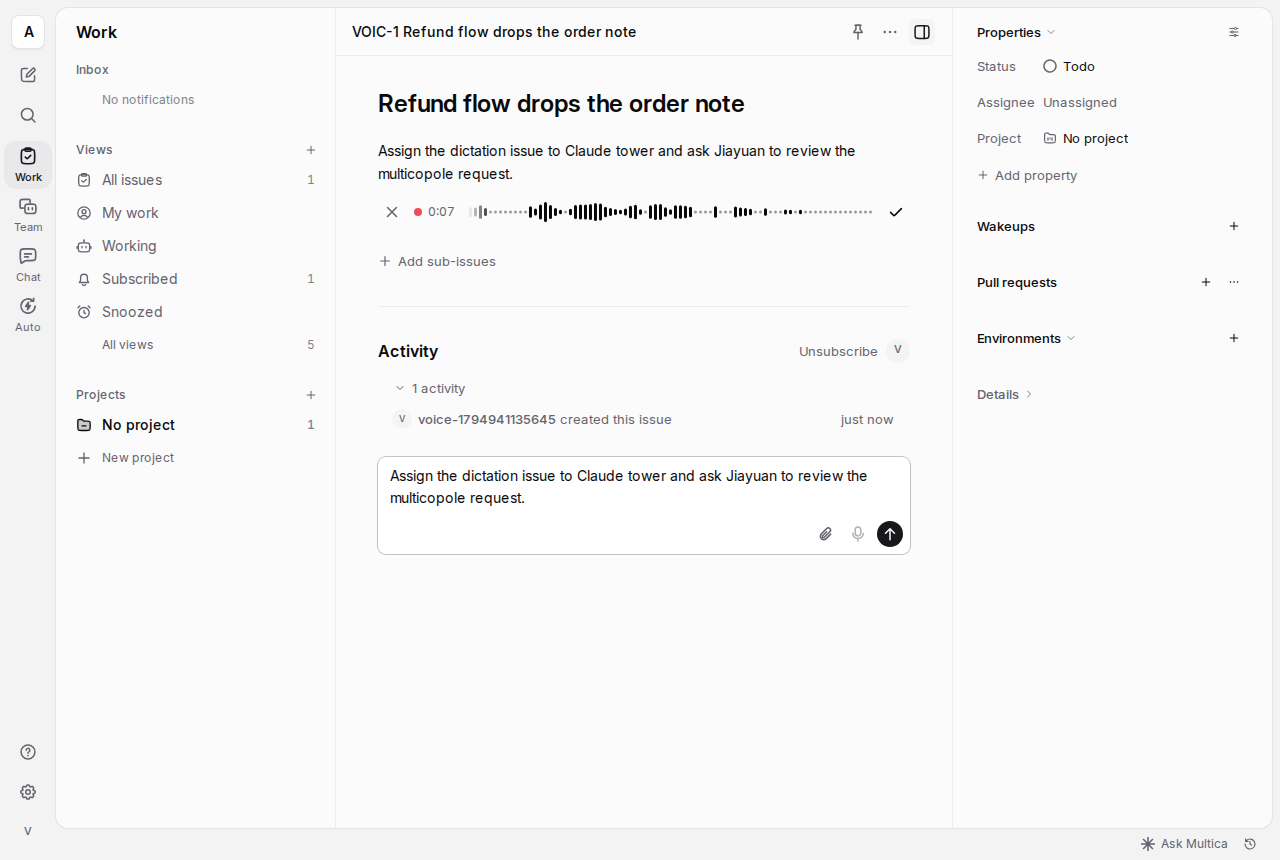 A
Work
Team
Chat
Auto
V
Work
Inbox
No notifications
Views
All issues 1
My work
Working
Subscribed 1
Snoozed
All views 5
Projects
No project 1
New project
VOIC-1 Refund flow drops the order note
Refund flow drops the order note
Assign the dictation issue to Claude tower and ask Jiayuan to review the
multicopole request.
0:07
Add sub-issues
Activity
Unsubscribe V
1 activity
V voice-1794941135645 created this issue just now
Assign the dictation issue to Claude tower and ask Jiayuan to review the
multicopole request.
Properties
Status Todo
Assignee Unassigned
Project No project
Add property
Wakeups
Pull requests
Environments
Details
Ask Multica